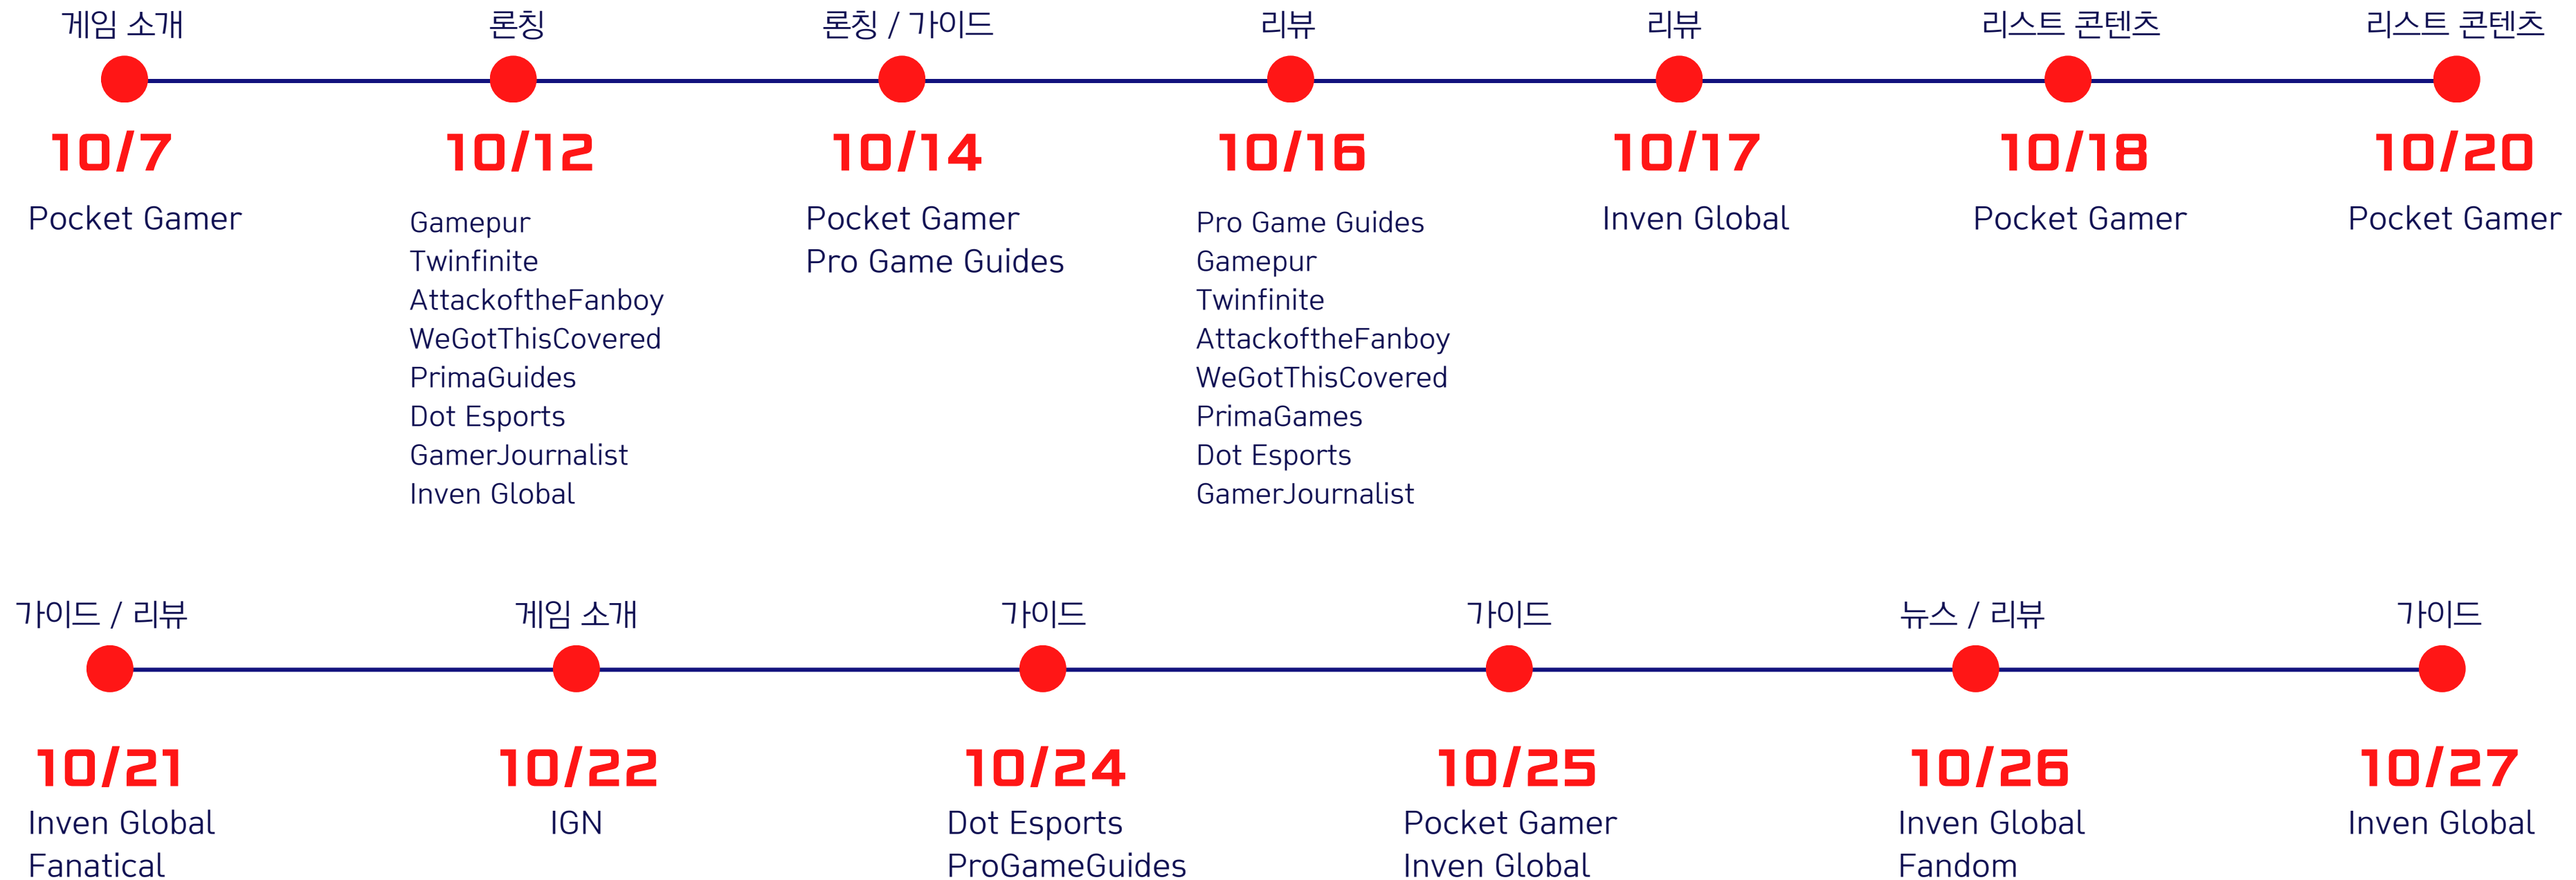 게임 소개
론칭
론칭 / 가이드
리뷰
리뷰
리스트 콘텐츠
리스트 콘텐츠
10/7
10/12
10/14
10/16
10/17
10/18
10/20
Pocket Gamer
Gamepur
Twinfinite
AttackoftheFanboy
WeGotThisCovered
PrimaGuides
Dot Esports
GamerJournalist
Inven Global
Pocket Gamer
Pro Game Guides
Pro Game Guides
Gamepur
Twinfinite
AttackoftheFanboy
WeGotThisCovered
PrimaGames
Dot Esports
GamerJournalist
Inven Global
Pocket Gamer
Pocket Gamer
가이드 / 리뷰
게임 소개
가이드
가이드
뉴스 / 리뷰
가이드
10/21
10/22
10/24
10/25
10/26
10/27
Inven Global
Fanatical
IGN
Dot Esports
ProGameGuides
Pocket Gamer
Inven Global
Inven Global
Fandom
Inven Global